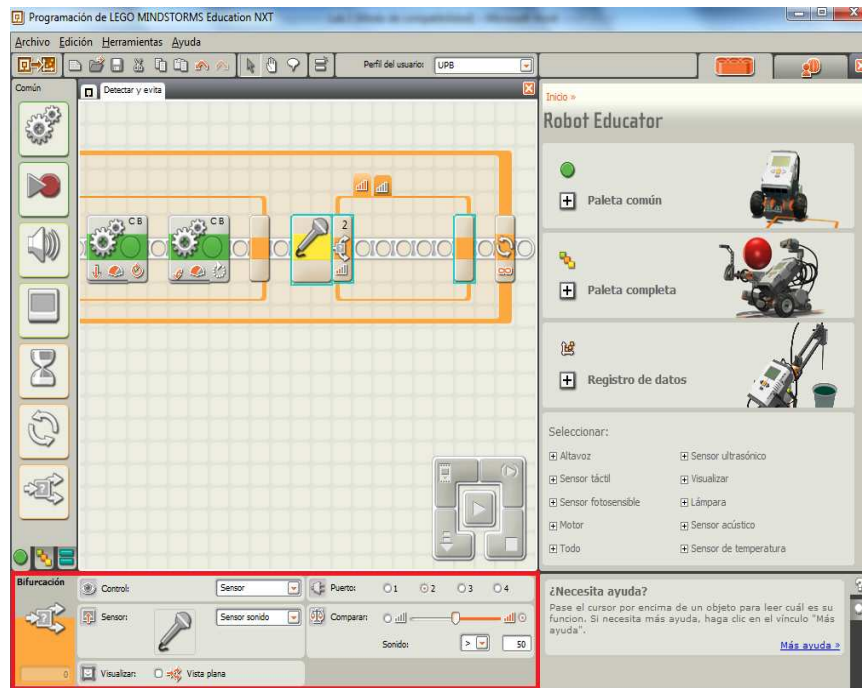 Programación de LEGO MINDSTORMS Education NXT
Archivo Edición Herramientas Ayuda
Perfil del usuario: UPB
Común
Detectar y evita
C B
C B
2
Inicio »
Robot Educator
Paleta común
Paleta completa
Registro de datos
Seleccionar:
Altavoz
Sensor ultrasónico
Sensor táctil
Visualizar
Sensor fotosensible
Lámpara
Motor
Sensor acústico
Todo
Sensor de temperatura
Bifurcación
Control: Sensor
Puerto: 1 2 3 4
Sensor: Sensor sonido
Comparar:
Sonido: > 50
0
Visualizar: Vista plana
¿Necesita ayuda?
Pase el cursor por encima de un objeto para leer cuál es su
funcion. Si necesita más ayuda, haga clic en el vínculo "Más
ayuda".
Más ayuda »